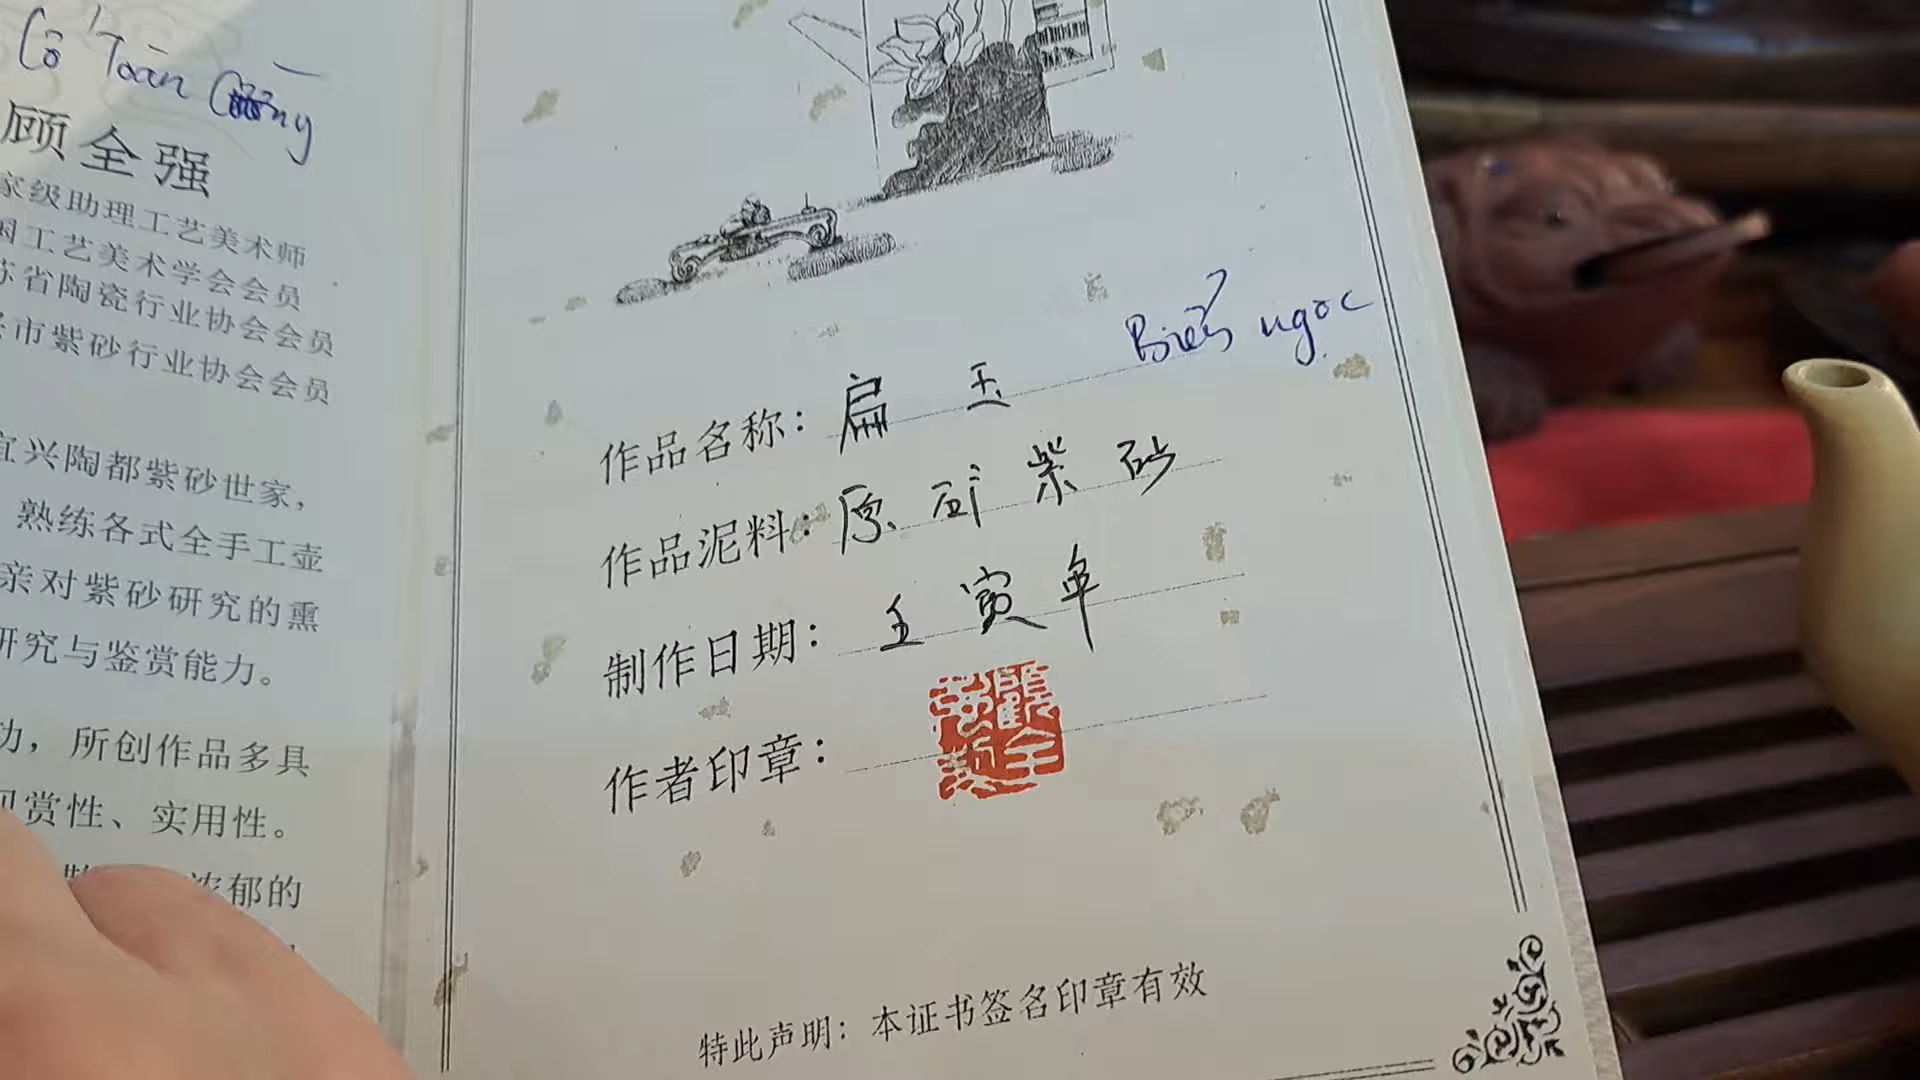 Cố Toàn Cường
顾全强
家级助理工艺美术师
国工艺美术学会会员
苏省陶瓷行业协会会员
兴市紫砂行业协会会员
宜兴陶都紫砂世家，
熟练各式全手工壶
亲对紫砂研究的熏
研究与鉴赏能力。
功，所创作品多具
观赏性、实用性。
浓郁的
Biển ngọc
作品名称：扁玉
作品泥料：原矿紫砂
制作日期：壬寅年
作者印章：
特此声明：本证书签名印章有效